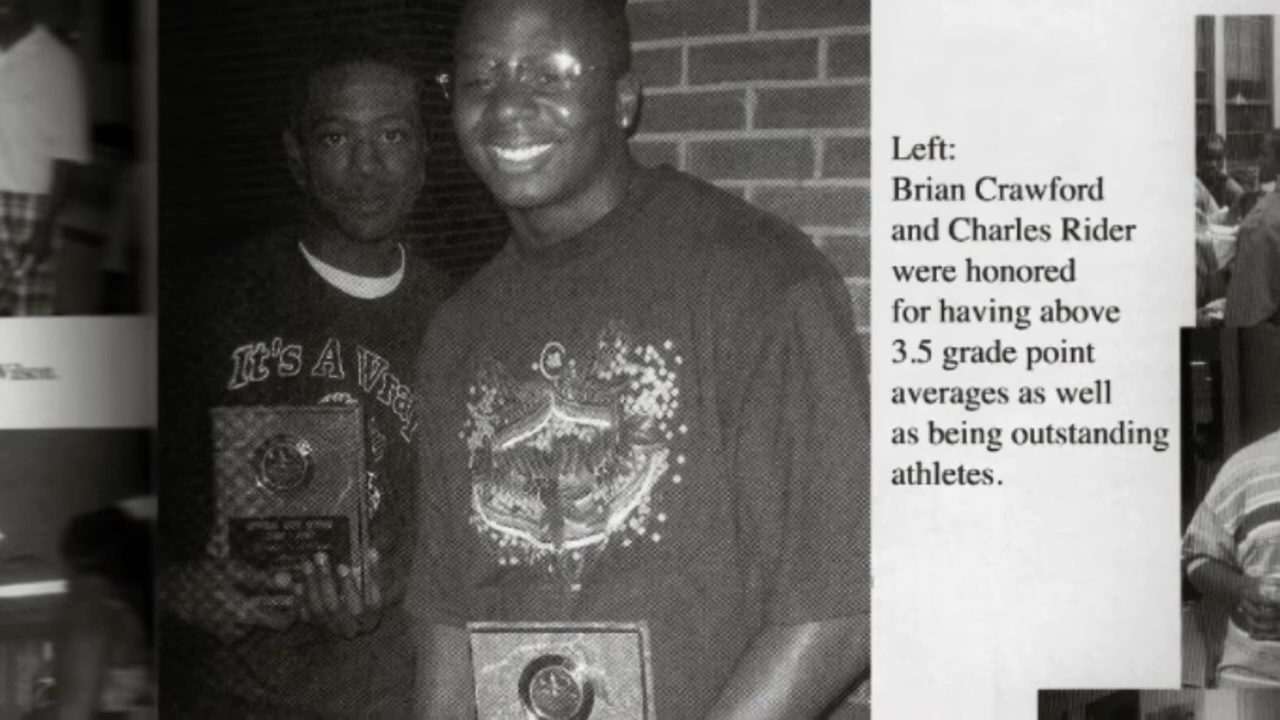 Left:
Brian Crawford
and Charles Rider
were honored
for having above
3.5 grade point
averages as well
as being outstanding
athletes.
It's A Wrap